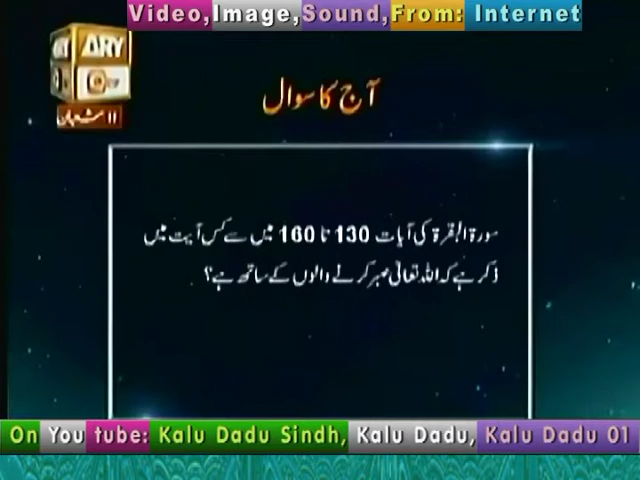 Video,Image,Sound,From: Internet
ARY
۱۱ شعبان
آج کا سوال
سورۃ البقرۃ کی آیات 130 تا 160 میں سے کس آیت میں
ذکر ہے کہ اللہ تعالیٰ صبر کرنے والوں کے ساتھ ہے؟
On You tube: Kalu Dadu Sindh, Kalu Dadu, Kalu Dadu 01